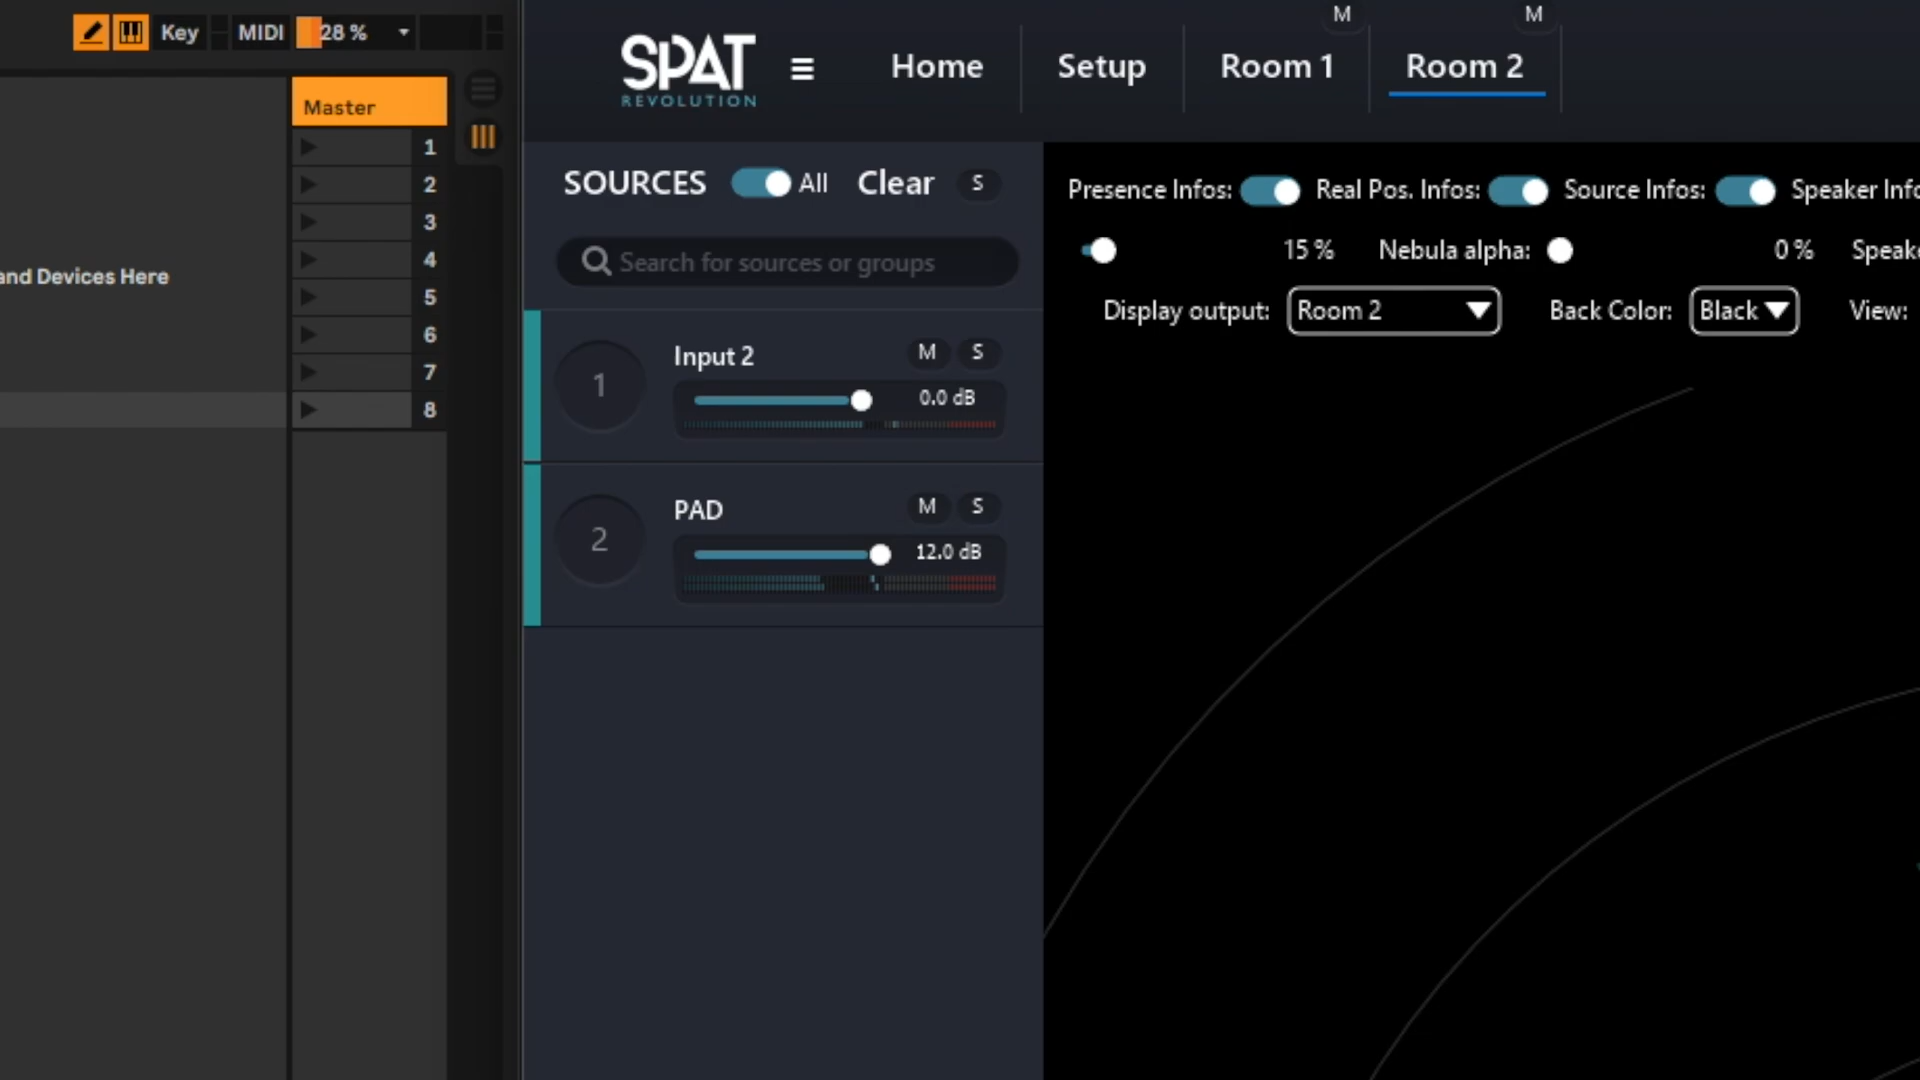 Key MIDI 28 %
Master
1
2
3
4
5
6
7
8
and Devices Here
SPAT
REVOLUTION
Home
Setup
M
Room 1
M
Room 2
SOURCES All Clear S
Search for sources or groups
1
Input 2 M S
0.0 dB
2
PAD M S
12.0 dB
Presence Infos: Real Pos. Infos: Source Infos: Speaker
15 % Nebula alpha: 0 %
Display output: Room 2 Back Color: Black View: